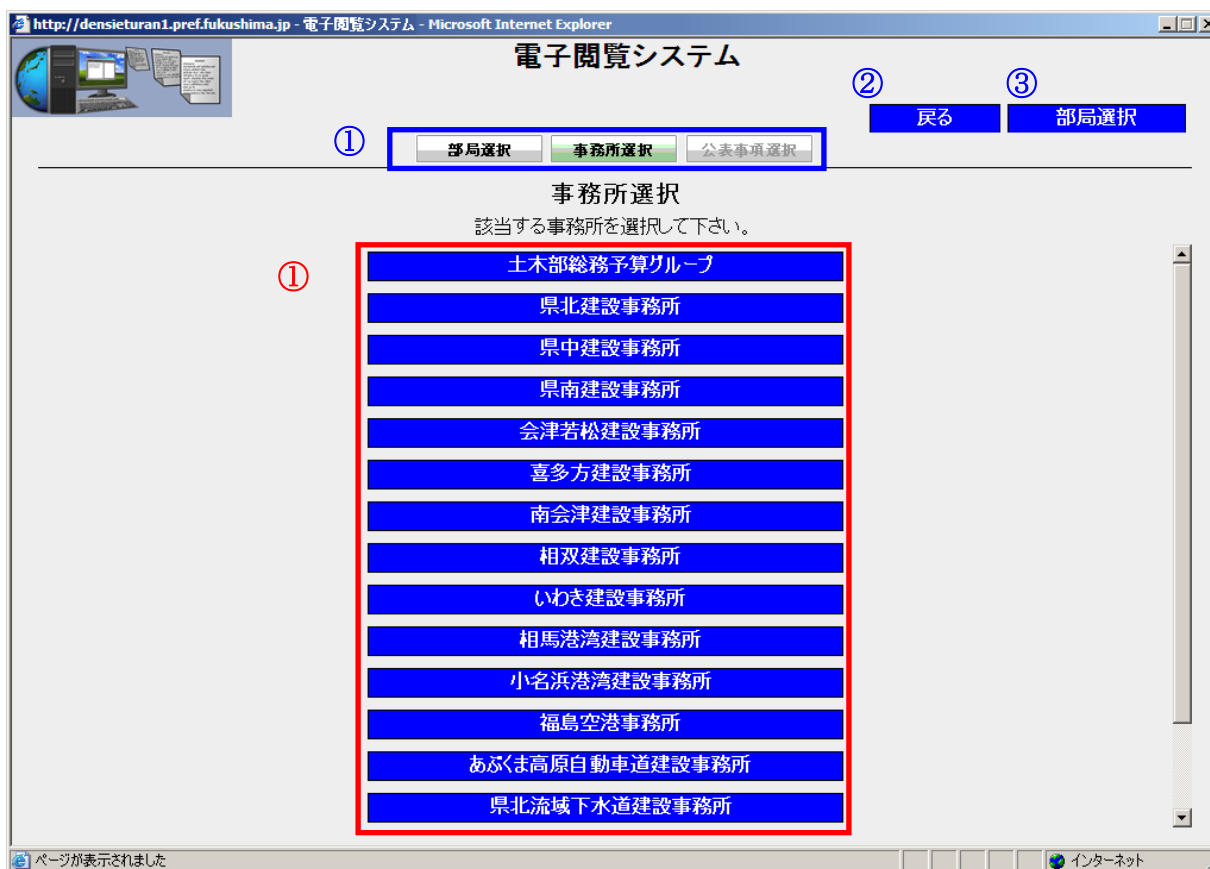 http://densieturan1.pref.fukushima.jp - 電子閲覧システム - Microsoft Internet Explorer
電子閲覧システム
② ③
戻る 部局選択
①
部局選択 事務所選択 公表事項選択
事務所選択
該当する事務所を選択して下さい。
①
土木部総務予算グループ
県北建設事務所
県中建設事務所
県南建設事務所
会津若松建設事務所
喜多方建設事務所
南会津建設事務所
相双建設事務所
いわき建設事務所
相馬港湾建設事務所
小名浜港湾建設事務所
福島空港事務所
あぶくま高原自動車道建設事務所
県北流域下水道建設事務所
ページが表示されました インターネット